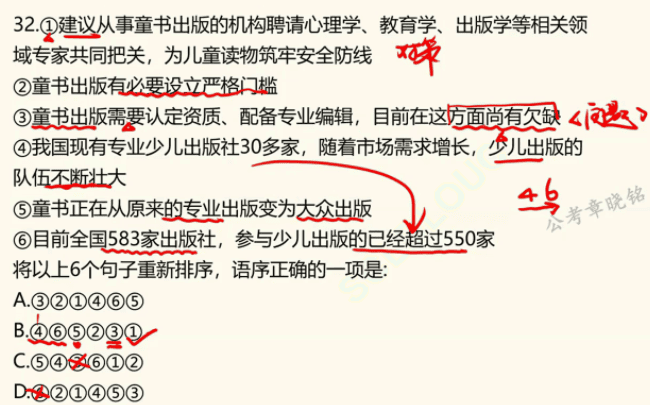 32.①建议从事童书出版的机构聘请心理学、教育学、出版学等相关领
域专家共同把关，为儿童读物筑牢安全防线
对策
②童书出版有必要设立严格门槛
③童书出版需要认定资质、配备专业编辑，目前在这方面尚有欠缺
（问题）
④我国现有专业少儿出版社30多家，随着市场需求增长，少儿出版的
队伍不断壮大
46
⑤童书正在从原来的专业出版变为大众出版
公考章晓铭
⑥目前全国583家出版社，参与少儿出版的已经超过550家
将以上6个句子重新排序，语序正确的一项是:
A.③②①④⑥⑤
B.④⑥⑤②③①
C.⑤④③⑥①②
D.⑥②①④⑤③